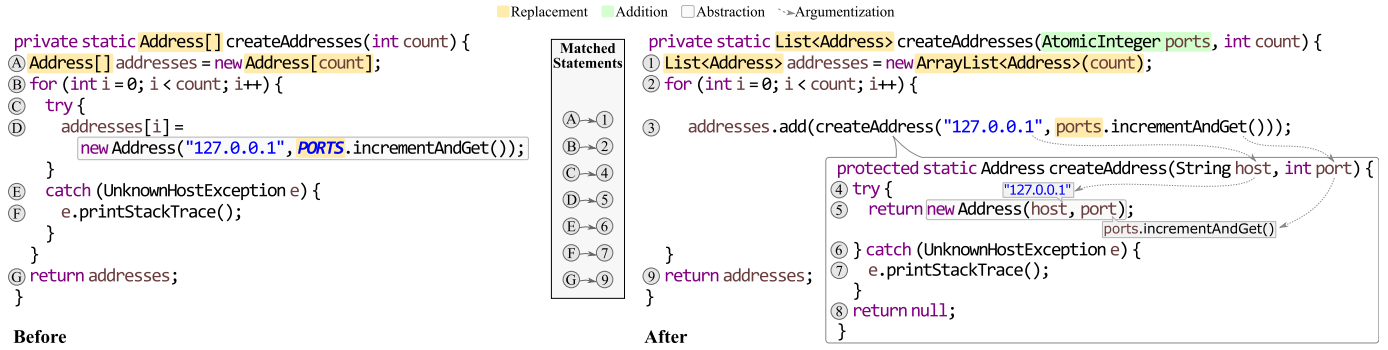 Replacement Addition Abstraction Argumentization
private static Address[] createAddresses(int count) {
A Address[] addresses = new Address[count];
B for (int i = 0; i < count; i++) {
C try {
D addresses[i] =
new Address("127.0.0.1", PORTS.incrementAndGet());
}
E catch (UnknownHostException e) {
F e.printStackTrace();
}
}
G return addresses;
}
Before
Matched
Statements
A 1
B 2
C 4
D 5
E 6
F 7
G 9
private static List<Address> createAddresses(AtomicInteger ports, int count) {
1 List<Address> addresses = new ArrayList<Address>(count);
2 for (int i = 0; i < count; i++) {
3 addresses.add(createAddress("127.0.0.1", ports.incrementAndGet()));
protected static Address createAddress(String host, int port) {
4 try {
"127.0.0.1"
5 return new Address(host, port);
ports.incrementAndGet()
6 } catch (UnknownHostException e) {
7 e.printStackTrace();
}
8 return null;
}
}
9 return addresses;
}
After